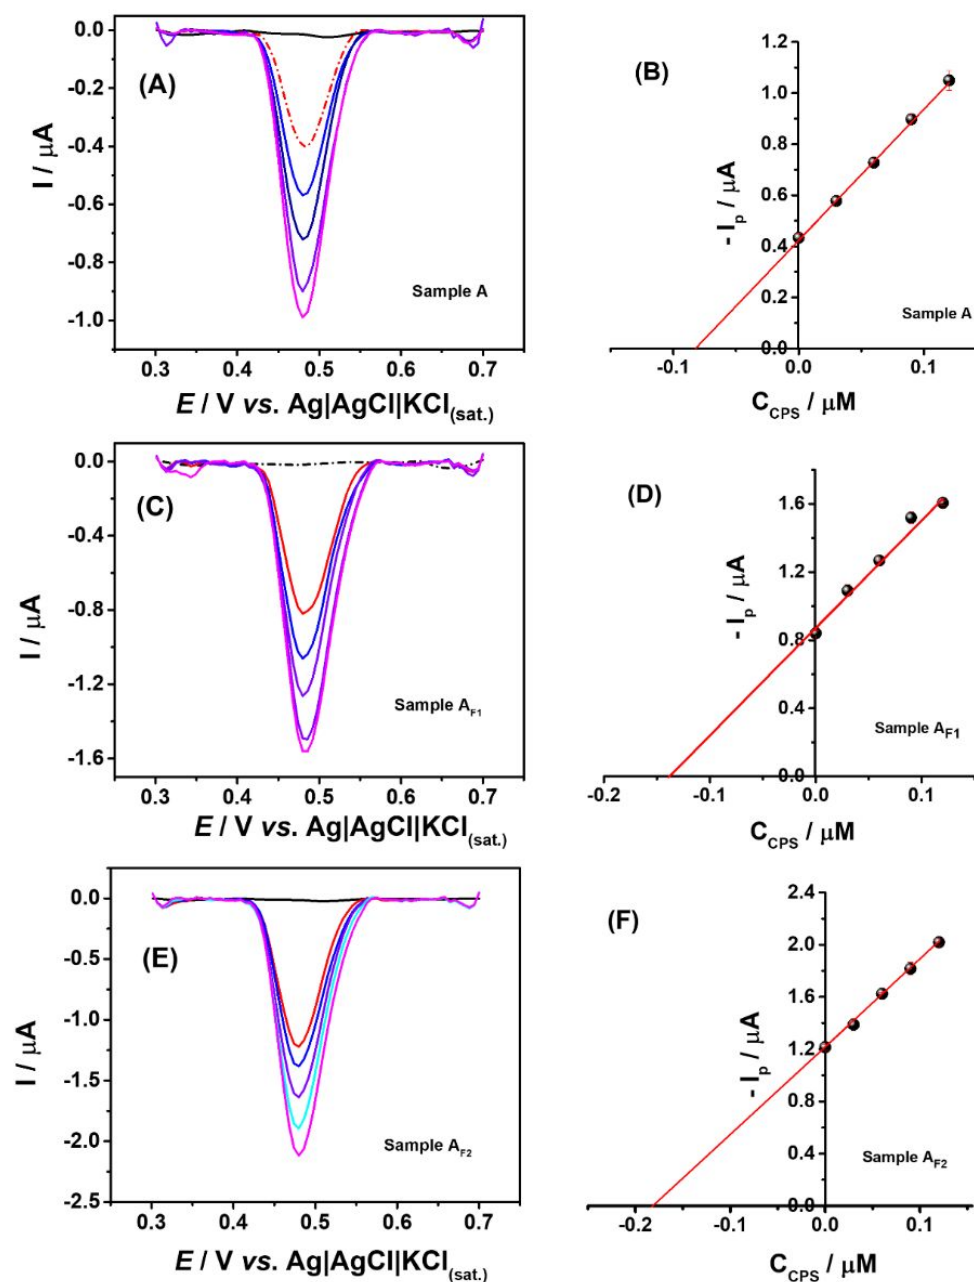 (A)
I / μA
0.0
-0.2
-0.4
-0.6
-0.8
-1.0
Sample A
0.3 0.4 0.5 0.6 0.7
E / V vs. Ag|AgCl|KCl(sat.)
(B)
- Ip / μA
1.2
1.0
0.8
0.6
0.4
0.2
0.0
Sample A
-0.1 0.0 0.1
CCPS / μM
(C)
I / μA
0.0
-0.4
-0.8
-1.2
-1.6
Sample AF1
0.3 0.4 0.5 0.6 0.7
E / V vs. Ag|AgCl|KCl(sat.)
(D)
- Ip / μA
1.6
1.2
0.8
0.4
0.0
Sample AF1
-0.2 -0.1 0.0 0.1
CCPS / μM
(E)
I / μA
0.0
-0.5
-1.0
-1.5
-2.0
-2.5
Sample AF2
0.3 0.4 0.5 0.6 0.7
E / V vs. Ag|AgCl|KCl(sat.)
(F)
- Ip / μA
2.4
2.0
1.6
1.2
0.8
0.4
0.0
Sample AF2
-0.2 -0.1 0.0 0.1
CCPS / μM